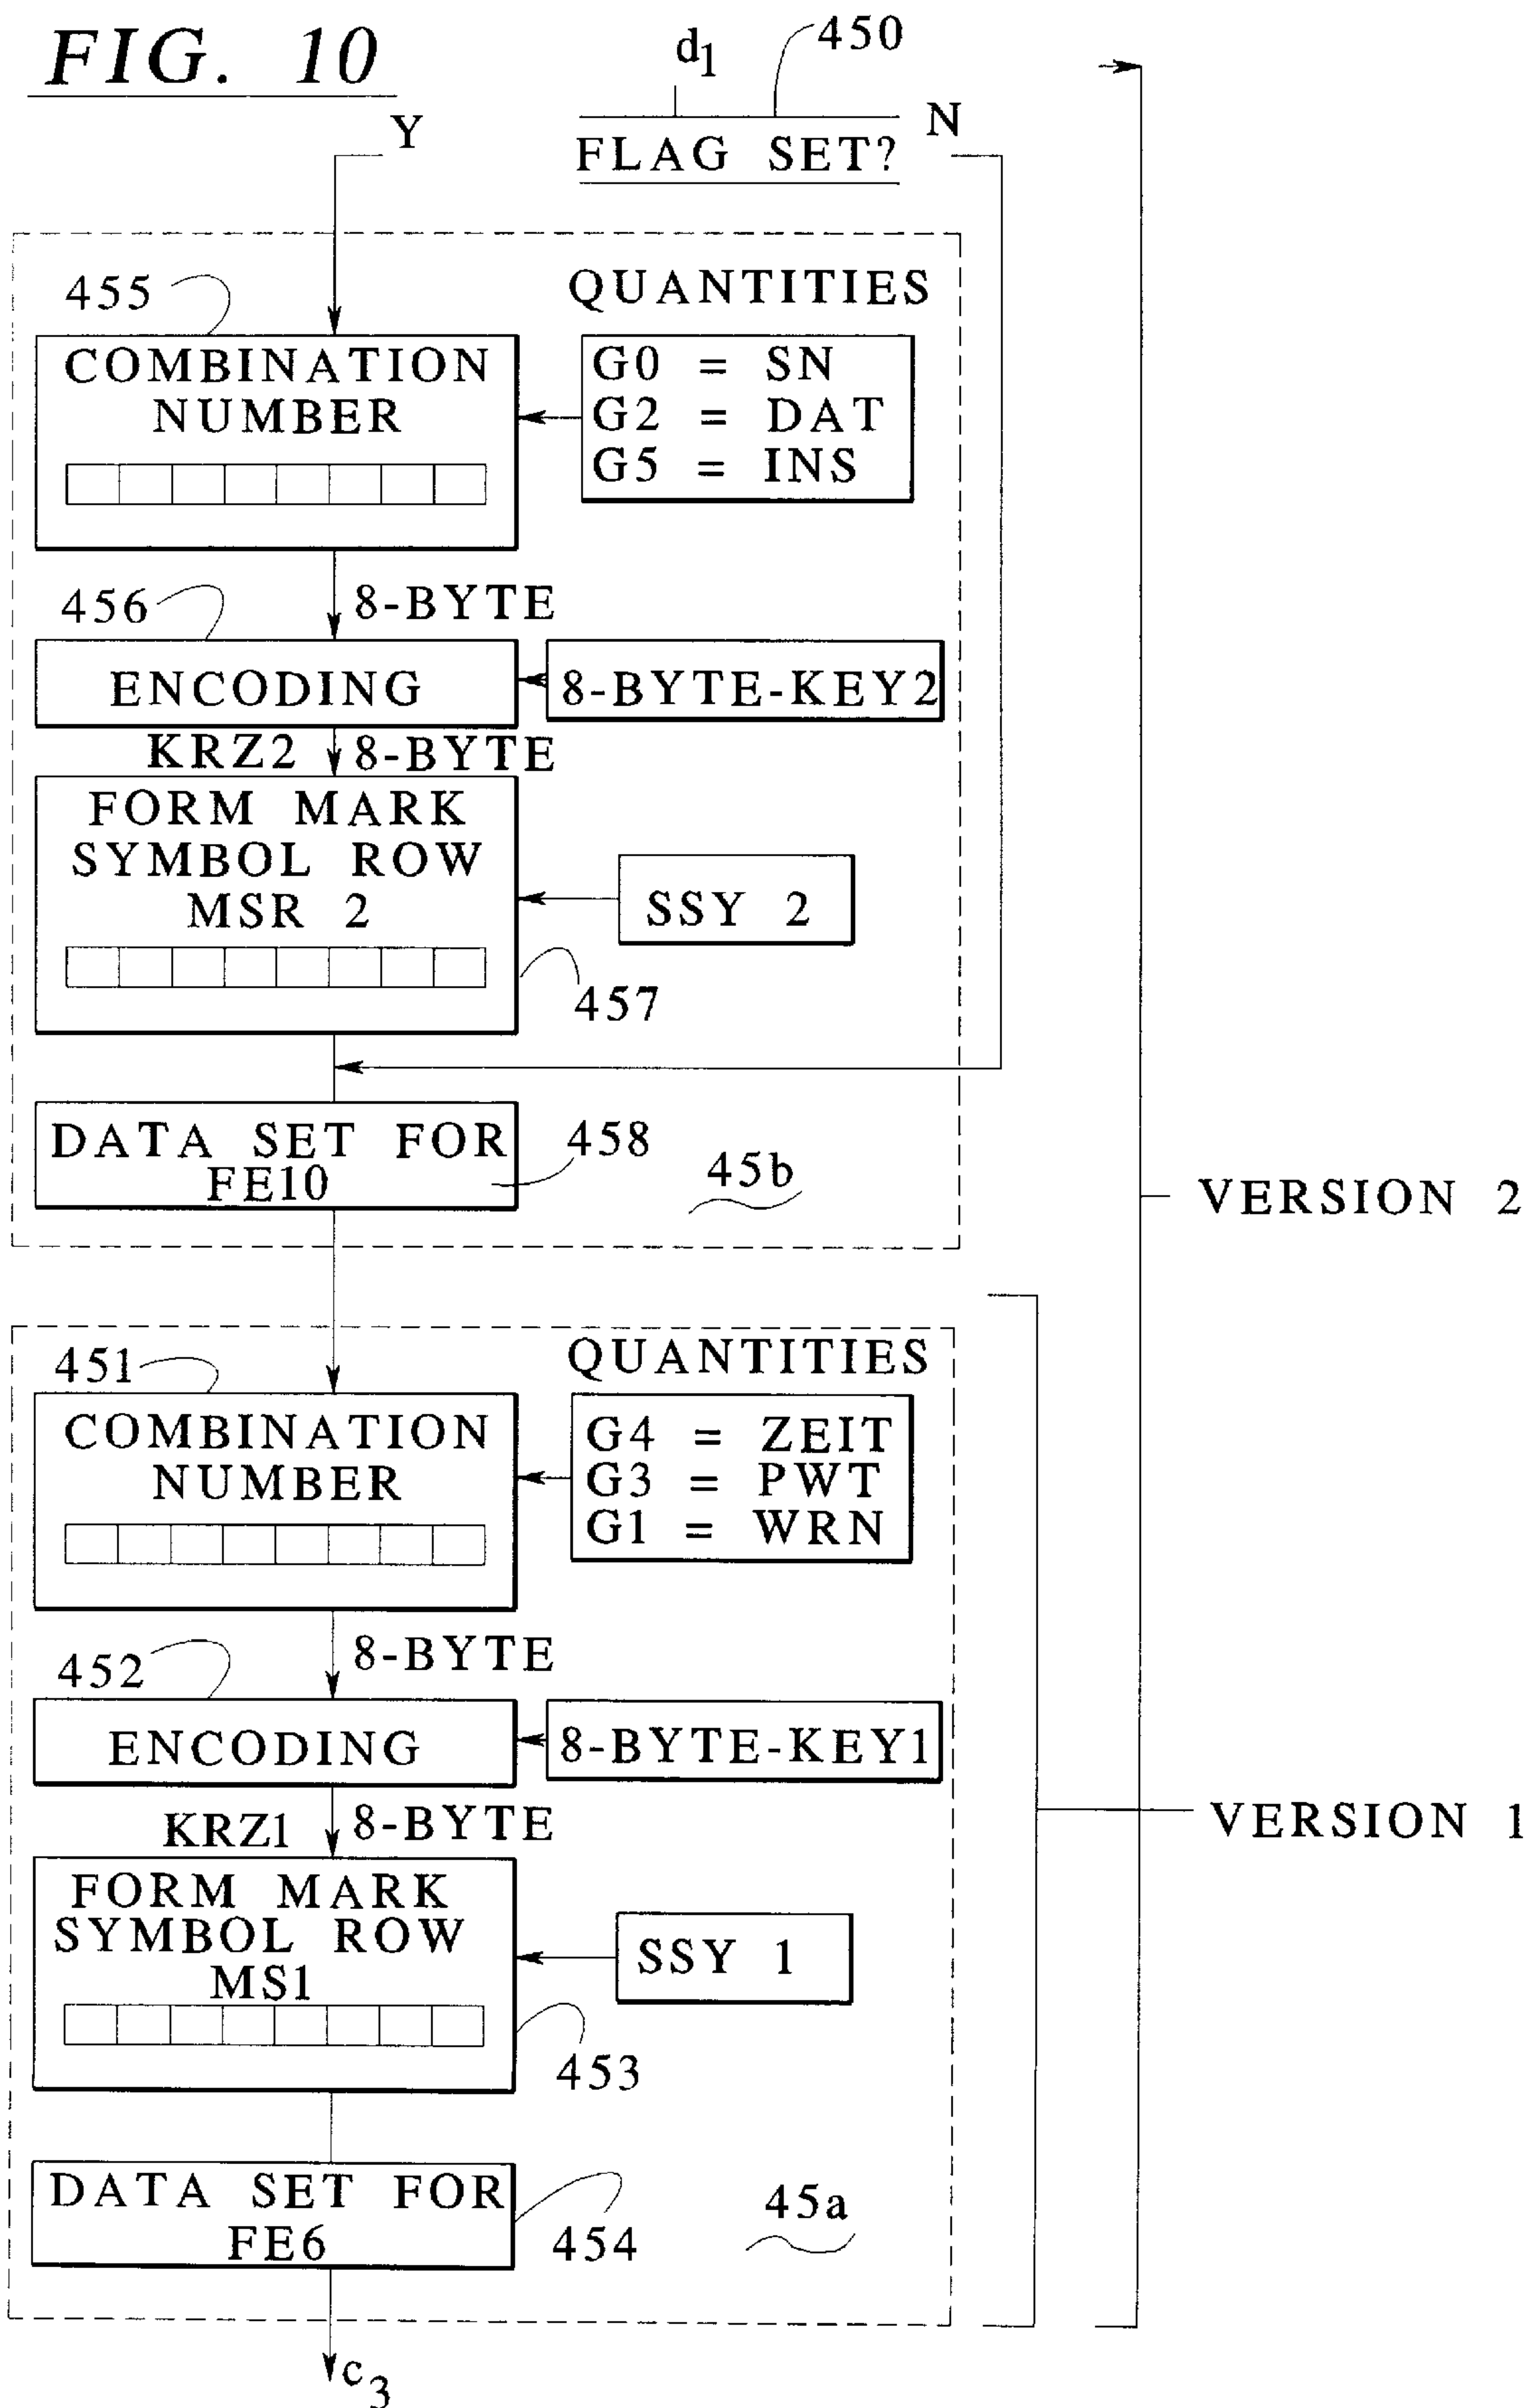 FIG. 10
d1
450
Y
FLAG SET?
N
455
QUANTITIES
COMBINATION
NUMBER
G0 = SN
G2 = DAT
G5 = INS
456
8-BYTE
ENCODING
8-BYTE-KEY2
KRZ2
8-BYTE
FORM MARK
SYMBOL ROW
MSR 2
SSY 2
457
DATA SET FOR
FE10
458
45b
VERSION 2
451
QUANTITIES
COMBINATION
NUMBER
G4 = ZEIT
G3 = PWT
G1 = WRN
452
8-BYTE
ENCODING
8-BYTE-KEY1
KRZ1
8-BYTE
VERSION 1
FORM MARK
SYMBOL ROW
MS1
SSY 1
453
DATA SET FOR
FE6
454
45a
c3